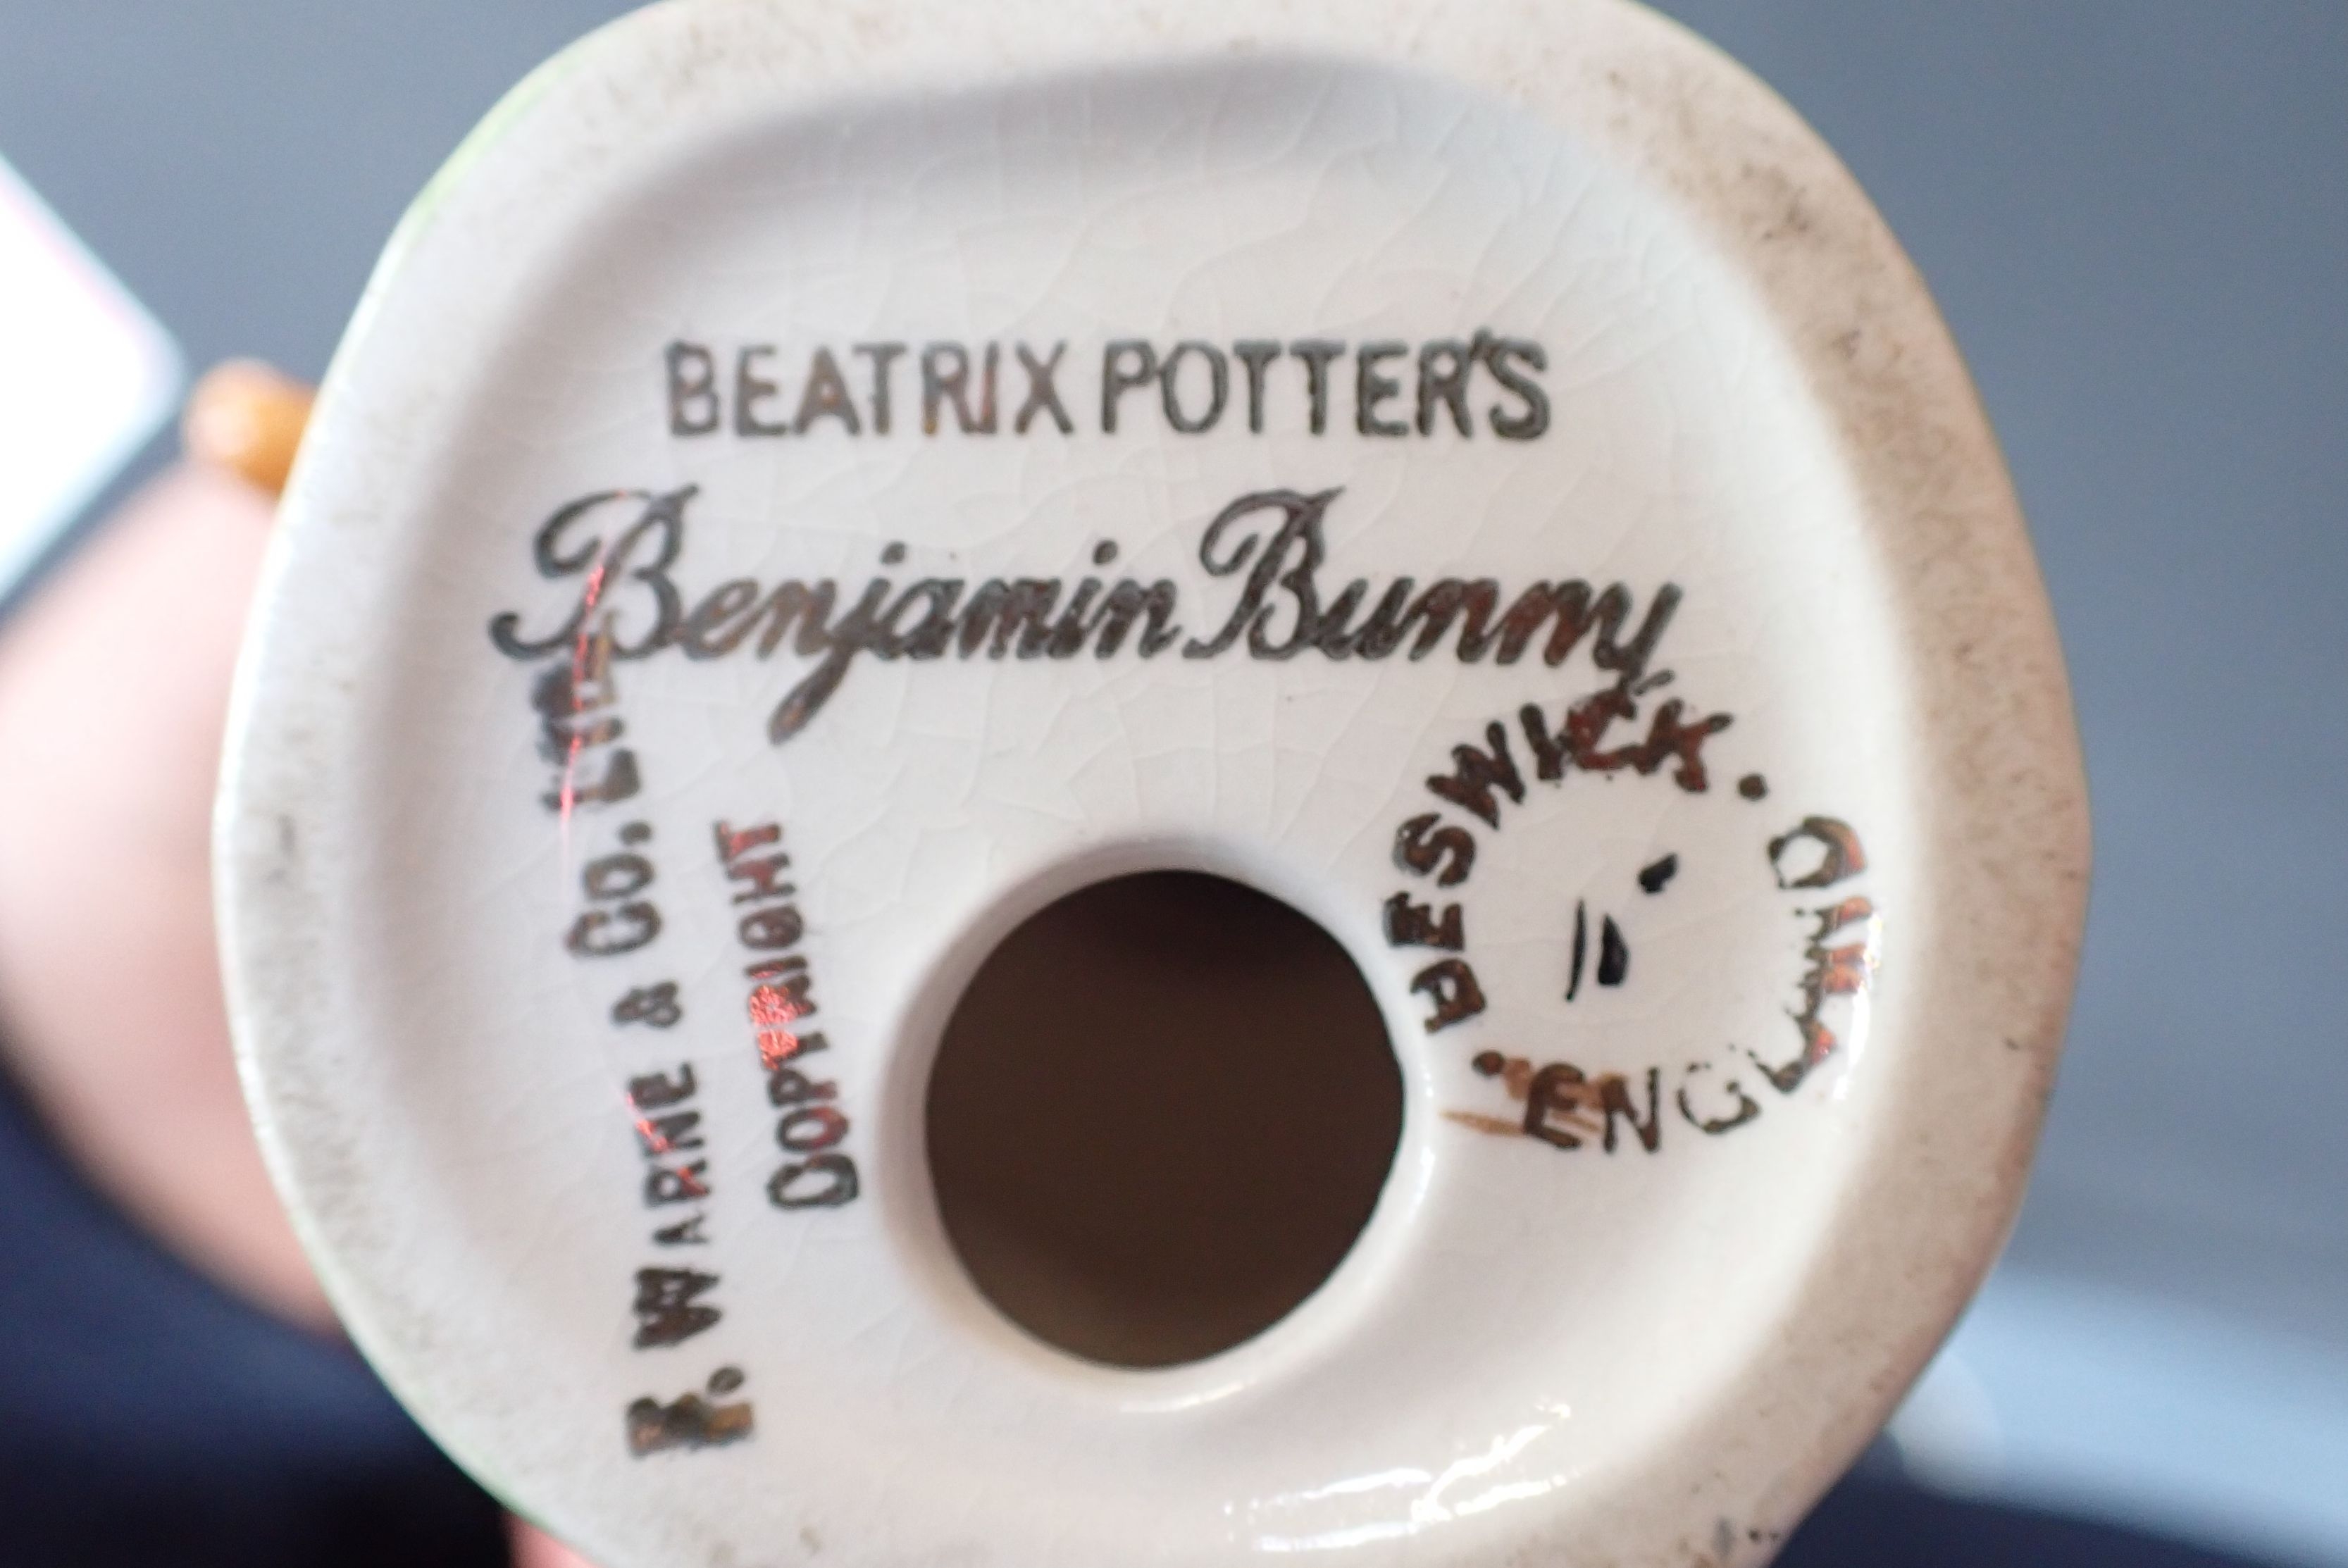 BEATRIX POTTER'S
Benjamin Bunny
F. WARNE & CO. LTD.
COPYRIGHT
BESWICK · ENGLAND ·